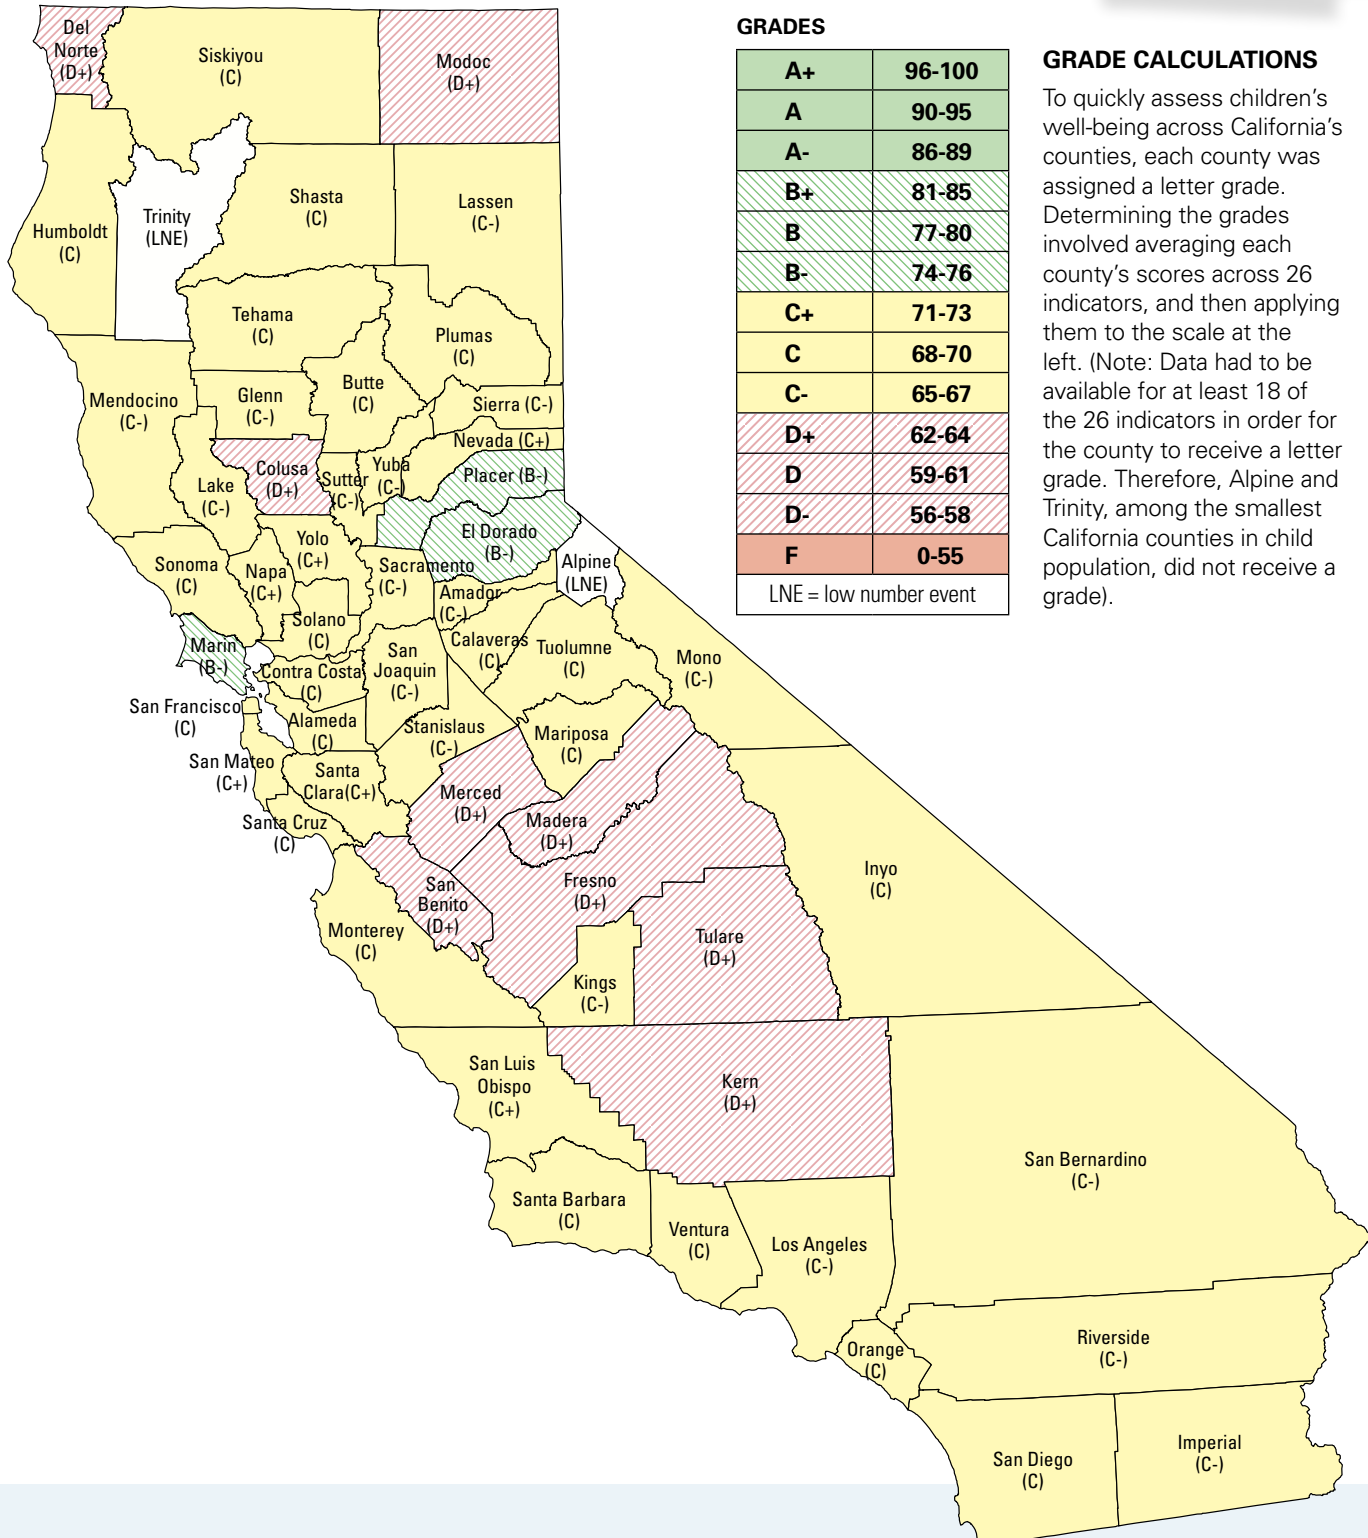 Del
Norte
(D+)
Siskiyou
(C)
Modoc
(D+)
Humboldt
(C)
Trinity
(LNE)
Shasta
(C)
Lassen
(C-)
Tehama
(C)
Plumas
(C)
Mendocino
(C-)
Glenn
(C-)
Butte
(C)
Sierra (C-)
Nevada (C+)
Placer (B-)
Lake
(C-)
Colusa
(D+)
Sutter
(C-)
Yuba
(C-)
El Dorado
(B-)
Sonoma
(C)
Napa
(C+)
Yolo
(C+)
Sacramento
(C-)
Alpine
(LNE)
Amador
(C-)
Solano
(C)
Marin
(B-)
Contra Costa
(C)
San
Joaquin
(C-)
Calaveras
(C)
Tuolumne
(C)
Mono
(C-)
San Francisco
(C)
Alameda
(C)
Stanislaus
(C-)
Mariposa
(C)
San Mateo
(C+)
Santa
Clara(C+)
Merced
(D+)
Madera
(D+)
Santa Cruz
(C)
San
Benito
(D+)
Fresno
(D+)
Inyo
(C)
Monterey
(C)
Kings
(C-)
Tulare
(D+)
San Luis
Obispo
(C+)
Kern
(D+)
San Bernardino
(C-)
Santa Barbara
(C)
Ventura
(C)
Los Angeles
(C-)
Orange
(C)
Riverside
(C-)
San Diego
(C)
Imperial
(C-)
GRADES
A+ 96-100
A 90-95
A- 86-89
B+ 81-85
B 77-80
B- 74-76
C+ 71-73
C 68-70
C- 65-67
D+ 62-64
D 59-61
D- 56-58
F 0-55
LNE = low number event
GRADE CALCULATIONS
To quickly assess children's
well-being across California's
counties, each county was
assigned a letter grade.
Determining the grades
involved averaging each
county's scores across 26
indicators, and then applying
them to the scale at the
left. (Note: Data had to be
available for at least 18 of
the 26 indicators in order for
the county to receive a letter
grade. Therefore, Alpine and
Trinity, among the smallest
California counties in child
population, did not receive a
grade).